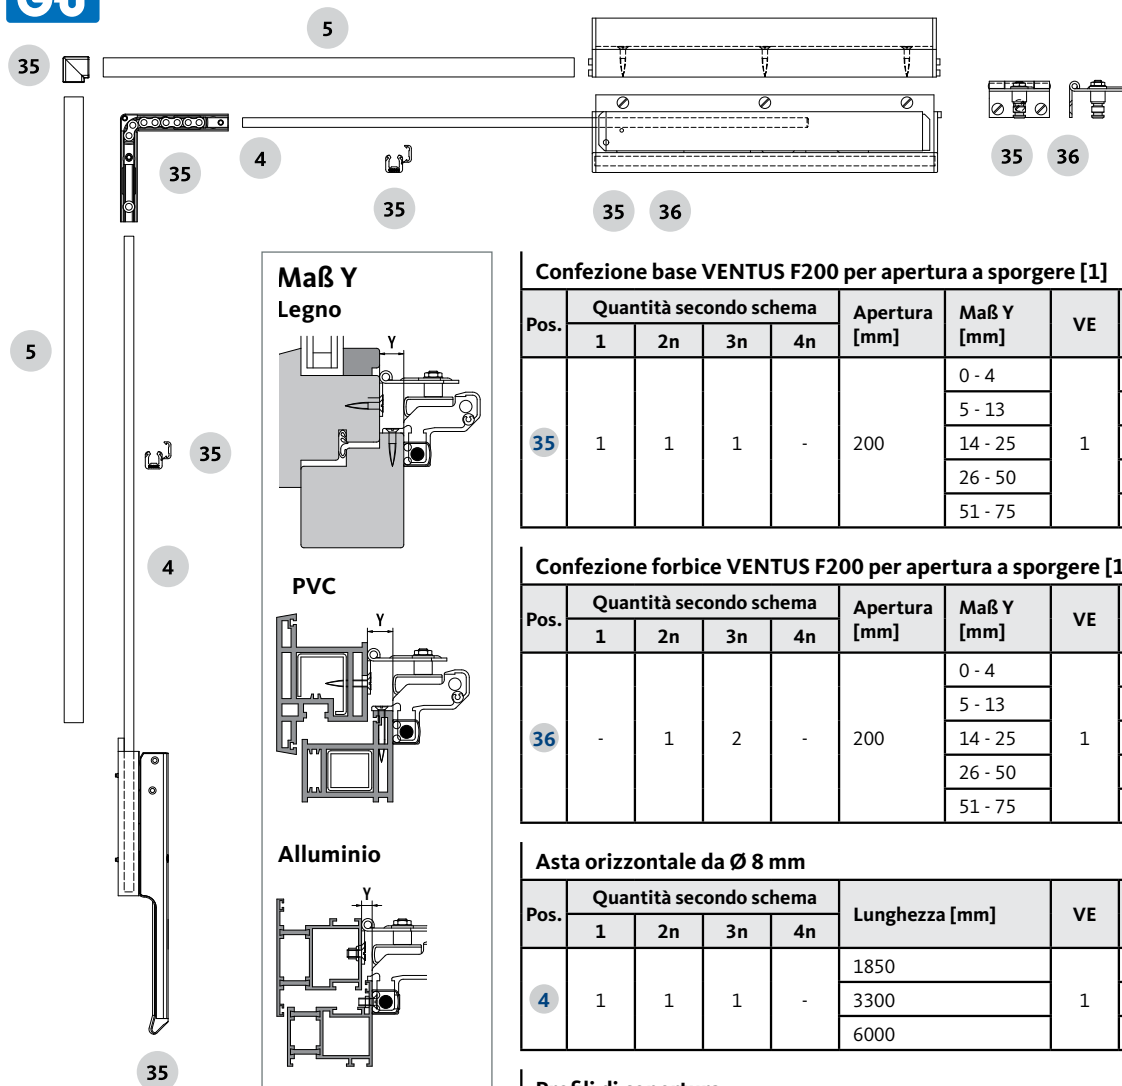 GU
5
35
4
35
35
35
36
35
36
5
35
4
35
Maß Y
Legno
Y
PVC
Y
Alluminio
Y
Confezione base VENTUS F200 per apertura a sporgere [1]
Pos. Quantità secondo schema Apertura [mm] Maß Y [mm] VE
1 2n 3n 4n
35 1 1 1 - 200 1
0 - 4
5 - 13
14 - 25
26 - 50
51 - 75
Confezione forbice VENTUS F200 per apertura a sporgere [1
Pos. Quantità secondo schema Apertura [mm] Maß Y [mm] VE
1 2n 3n 4n
36 - 1 2 - 200 1
0 - 4
5 - 13
14 - 25
26 - 50
51 - 75
Asta orizzontale da Ø 8 mm
Pos. Quantità secondo schema Lunghezza [mm] VE
1 2n 3n 4n
4 1 1 1 - 1
1850
3300
6000